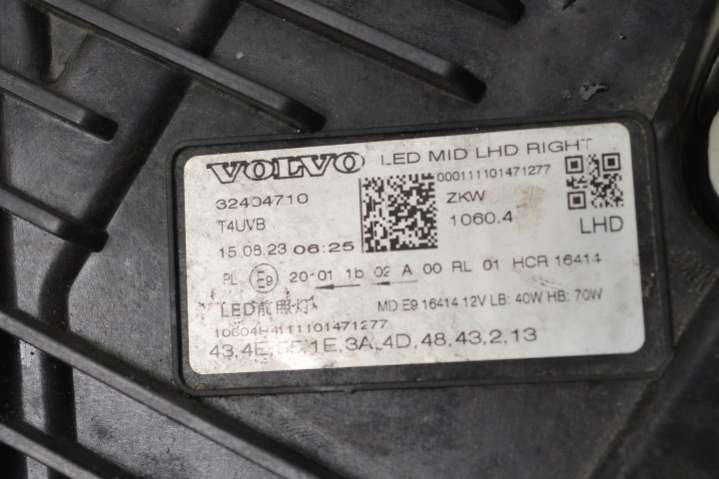 VOLVO LED MID LHD RIGHT
000111101471277
32404710
ZKW
T4UVB
1060.4
LHD
15.08.23 06:25
PL E9 20-01 1b 02 A 00 RL 01 HCR 16414
LED前照灯 MD E9 16414 12V LB: 40W HB: 70W
10604H4111101471277
43,4E, 1E,3A,4D,48,43,2,13